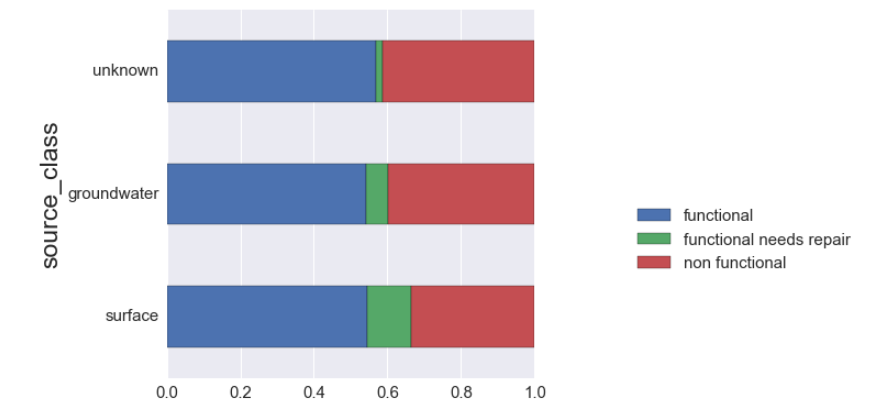 source_class
unknown
groundwater
surface
0.0 0.2 0.4 0.6 0.8 1.0
functional
functional needs repair
non functional